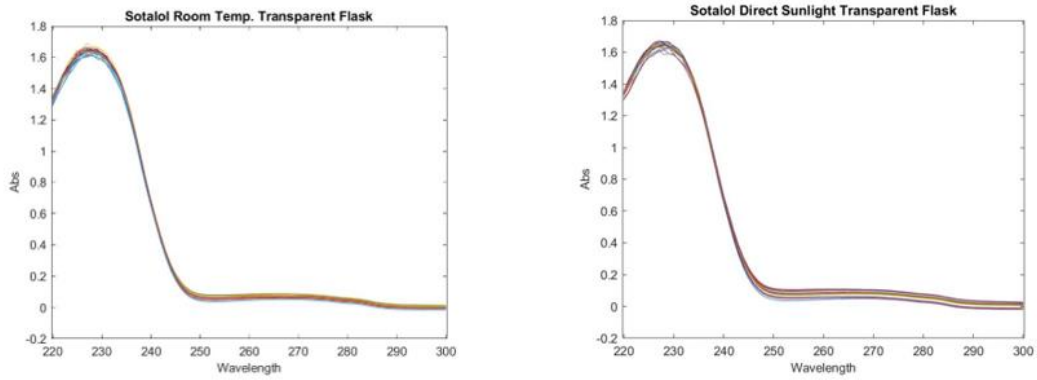 Sotalol Room Temp. Transparent Flask
1.8
1.6
1.4
1.2
1
0.8
0.6
0.4
0.2
0
-0.2
Abs
220 230 240 250 260 270 280 290 300
Wavelength
Sotalol Direct Sunlight Transparent Flask
1.8
1.6
1.4
1.2
1
0.8
0.6
0.4
0.2
0
-0.2
Abs
220 230 240 250 260 270 280 290 300
Wavelength